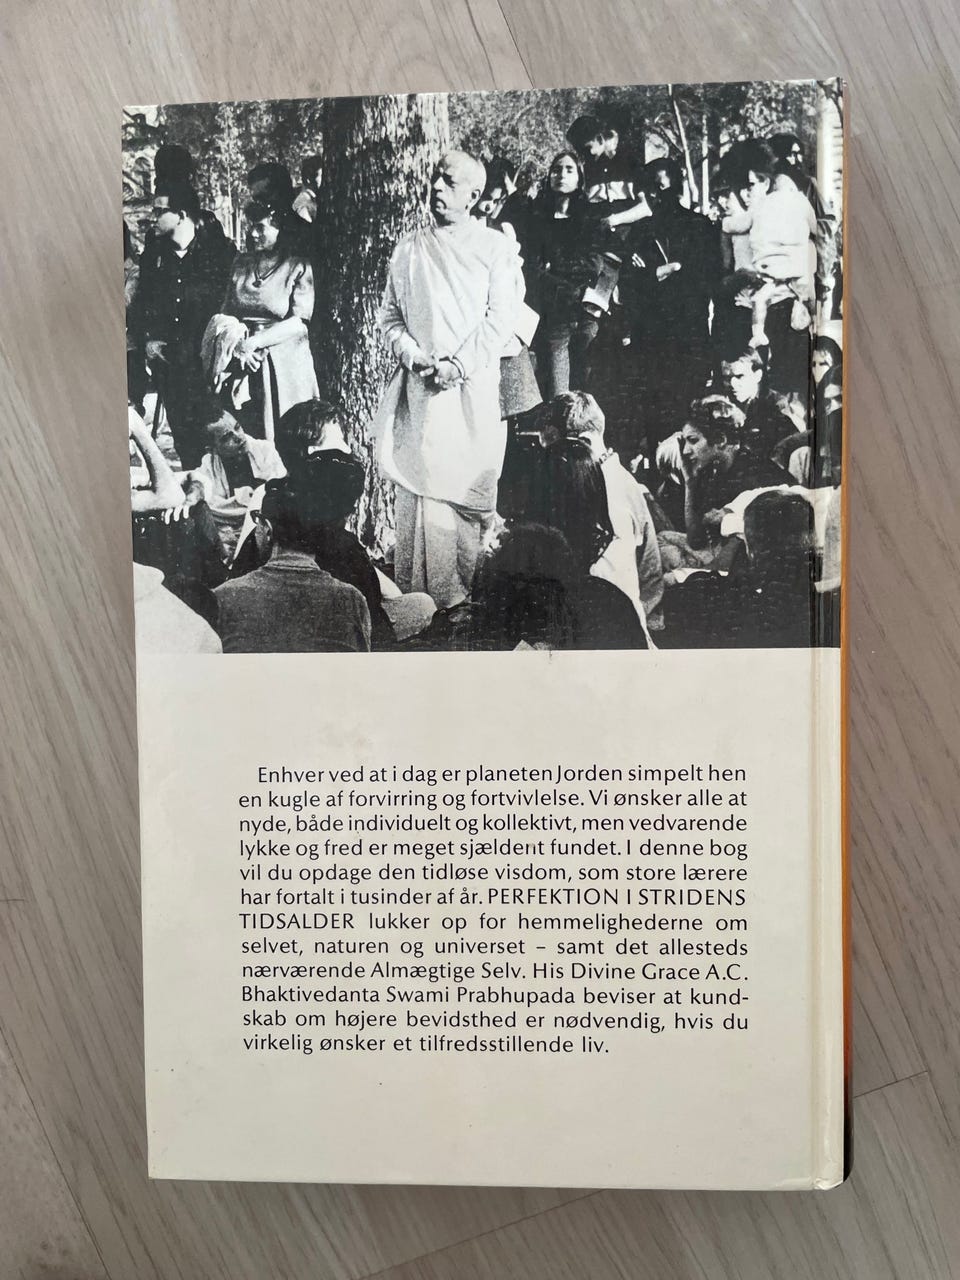 Enhver ved at i dag er planeten Jorden simpelt hen
en kugle af forvirring og fortvivlelse. Vi ønsker alle at
nyde, både individuelt og kollektivt, men vedvarende
lykke og fred er meget sjældent fundet. I denne bog
vil du opdage den tidløse visdom, som store lærere
har fortalt i tusinder af år. PERFEKTION I STRIDENS
TIDSALDER lukker op for hemmelighederne om
selvet, naturen og universet – samt det allesteds
nærværende Almægtige Selv. His Divine Grace A.C.
Bhaktivedanta Swami Prabhupada beviser at kund-
skab om højere bevidsthed er nødvendig, hvis du
virkelig ønsker et tilfredsstillende liv.